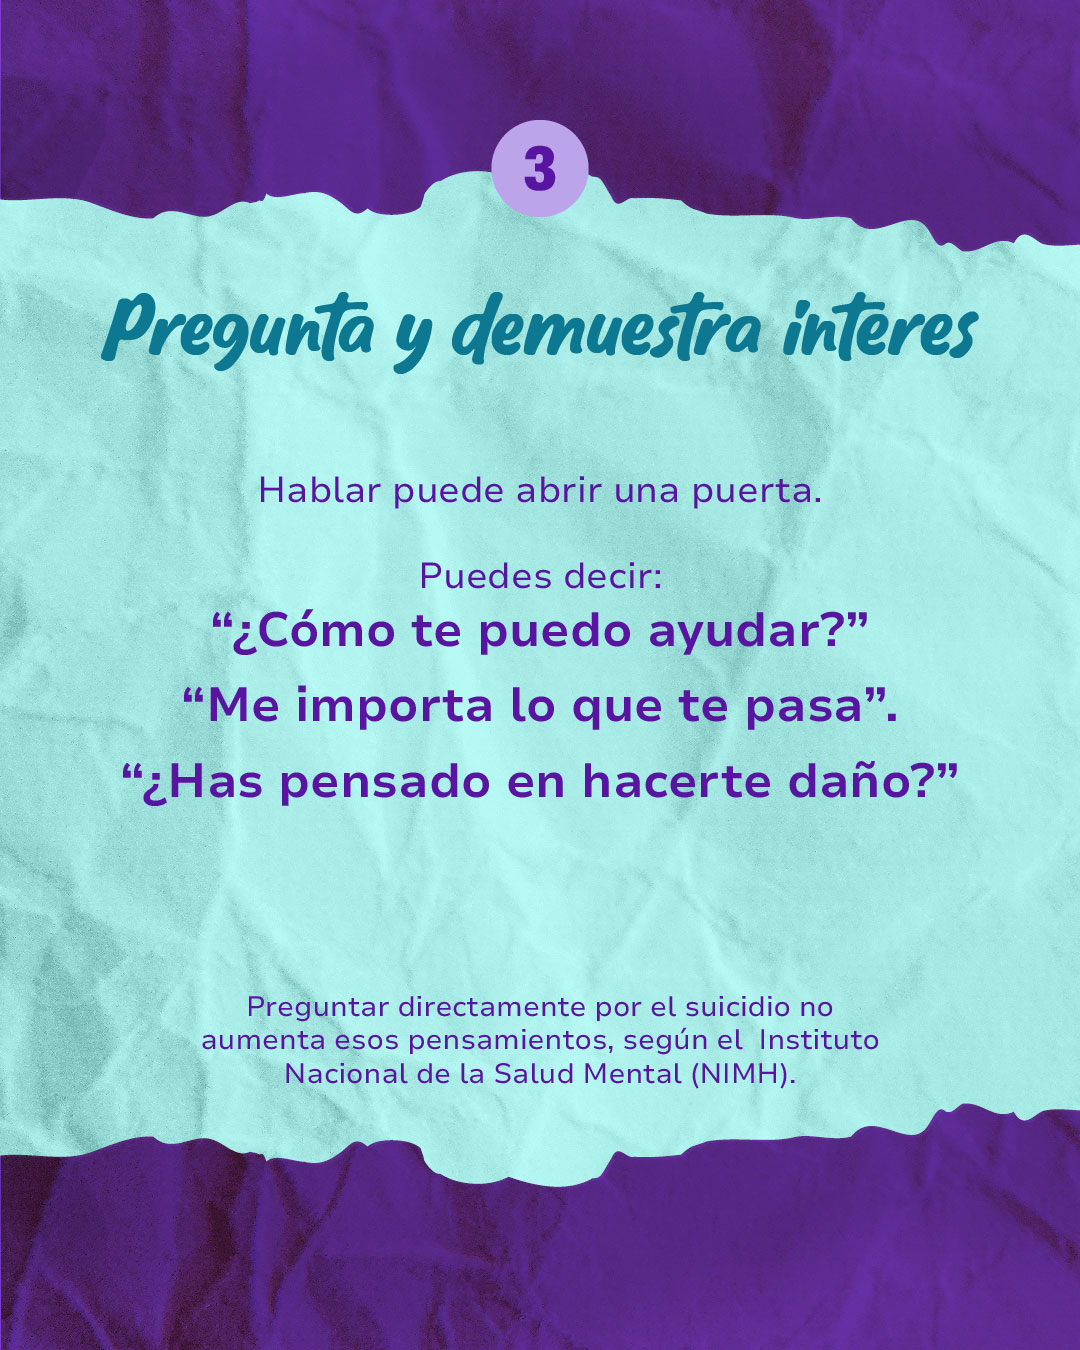 3
Pregunta y demuestra interes
Hablar puede abrir una puerta.
Puedes decir:
“¿Cómo te puedo ayudar?”
“Me importa lo que te pasa”.
“¿Has pensado en hacerte daño?”
Preguntar directamente por el suicidio no
aumenta esos pensamientos, según el Instituto
Nacional de la Salud Mental (NIMH).